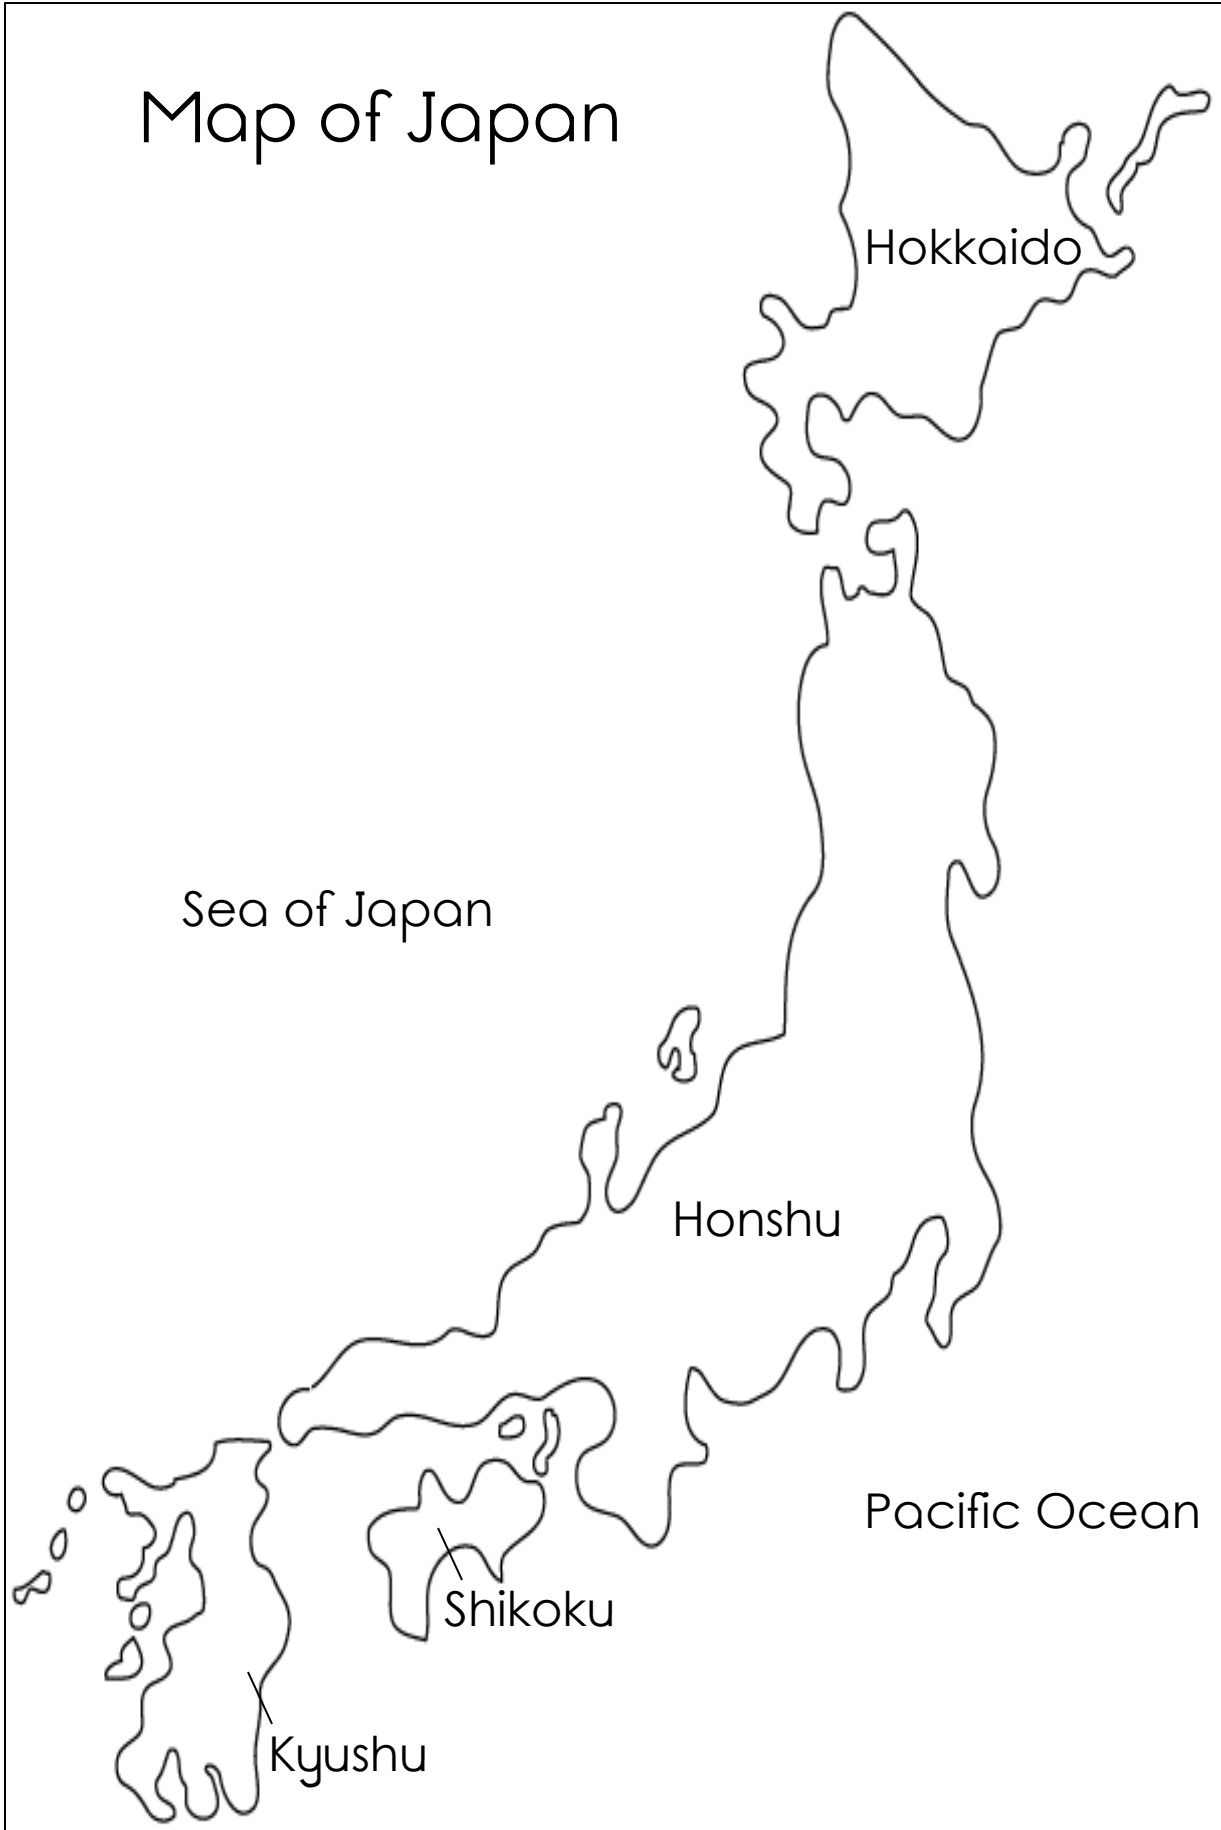 Map of Japan
Hokkaido
Sea of Japan
Honshu
Pacific Ocean
Shikoku
Kyushu